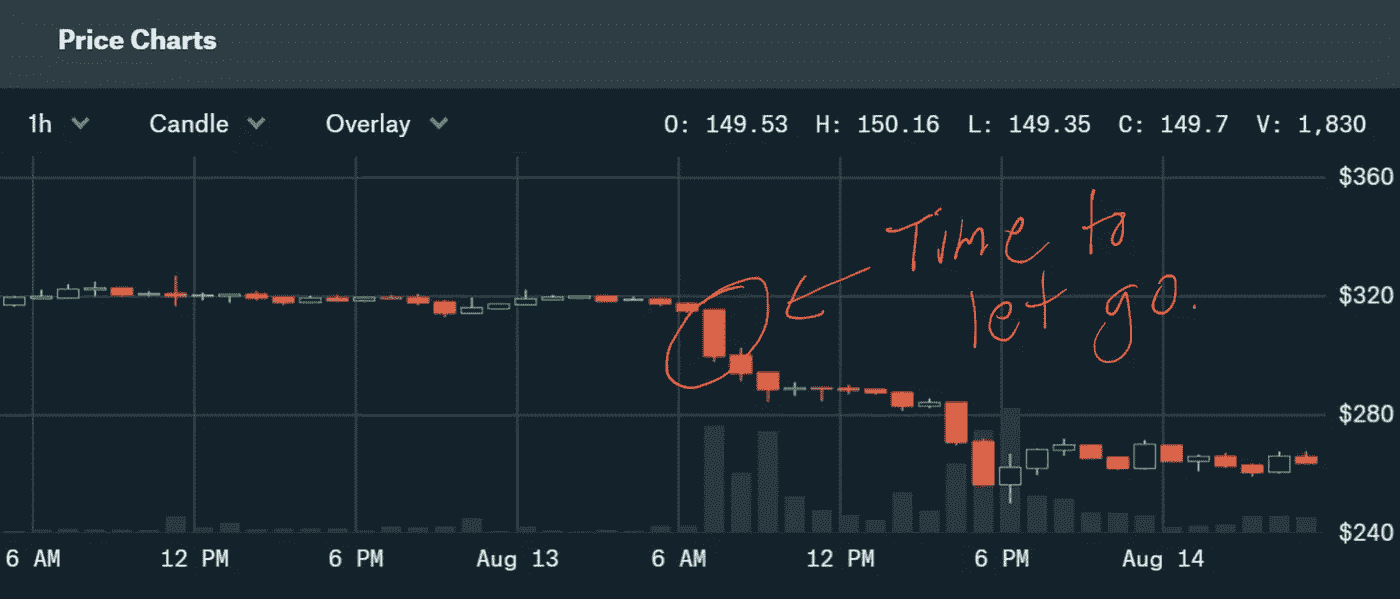 Price Charts
1h Candle Overlay O: 149.53 H: 150.16 L: 149.35 C: 149.7 V: 1,830
$360
Time to
let go.
$320
$280
$240
6 AM 12 PM 6 PM Aug 13 6 AM 12 PM 6 PM Aug 14